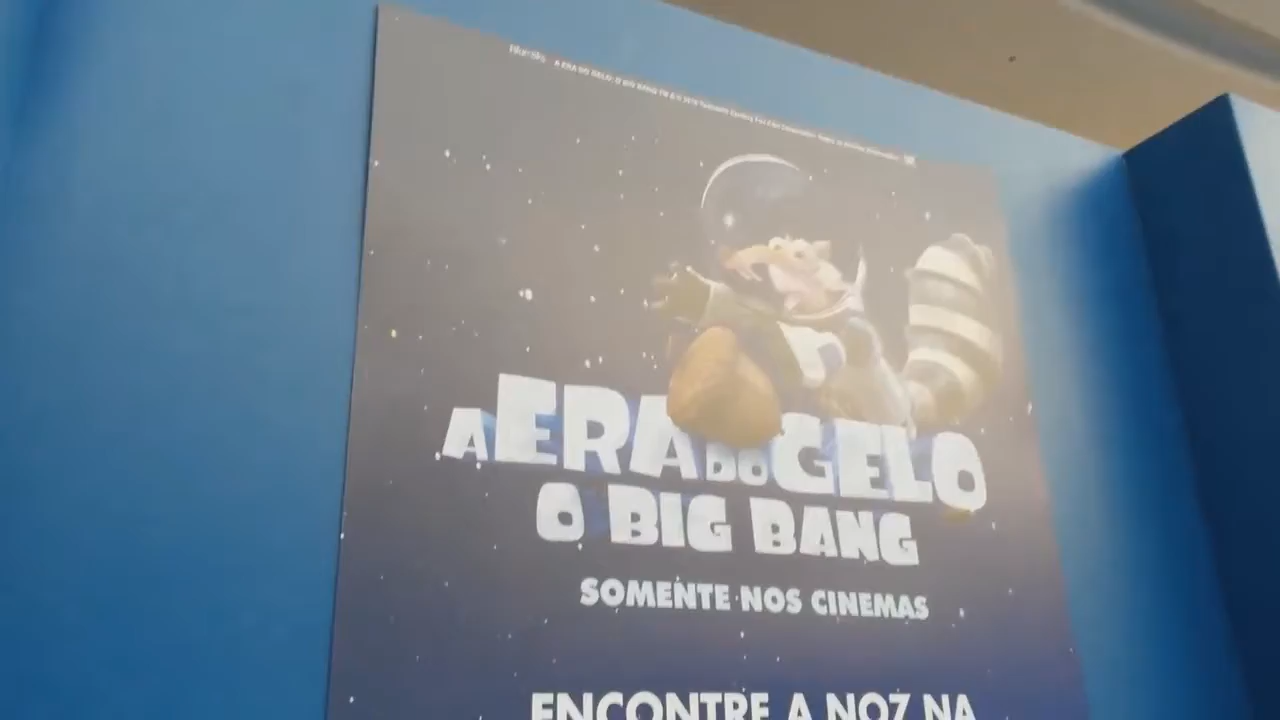 A ERA DO GELO
O BIG BANG
SOMENTE NOS CINEMAS
ENCONTRE A NOZ NA